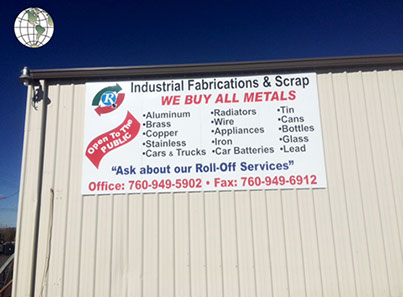 R
Industrial Fabrications & Scrap
WE BUY ALL METALS
Open To The
PUBLIC
•Aluminum
•Brass
•Copper
•Stainless
•Cars & Trucks
•Radiators
•Wire
•Appliances
•Iron
•Car Batteries
•Tin
•Cans
•Bottles
•Glass
•Lead
"Ask about our Roll-Off Services"
Office: 760-949-5902 • Fax: 760-949-6912